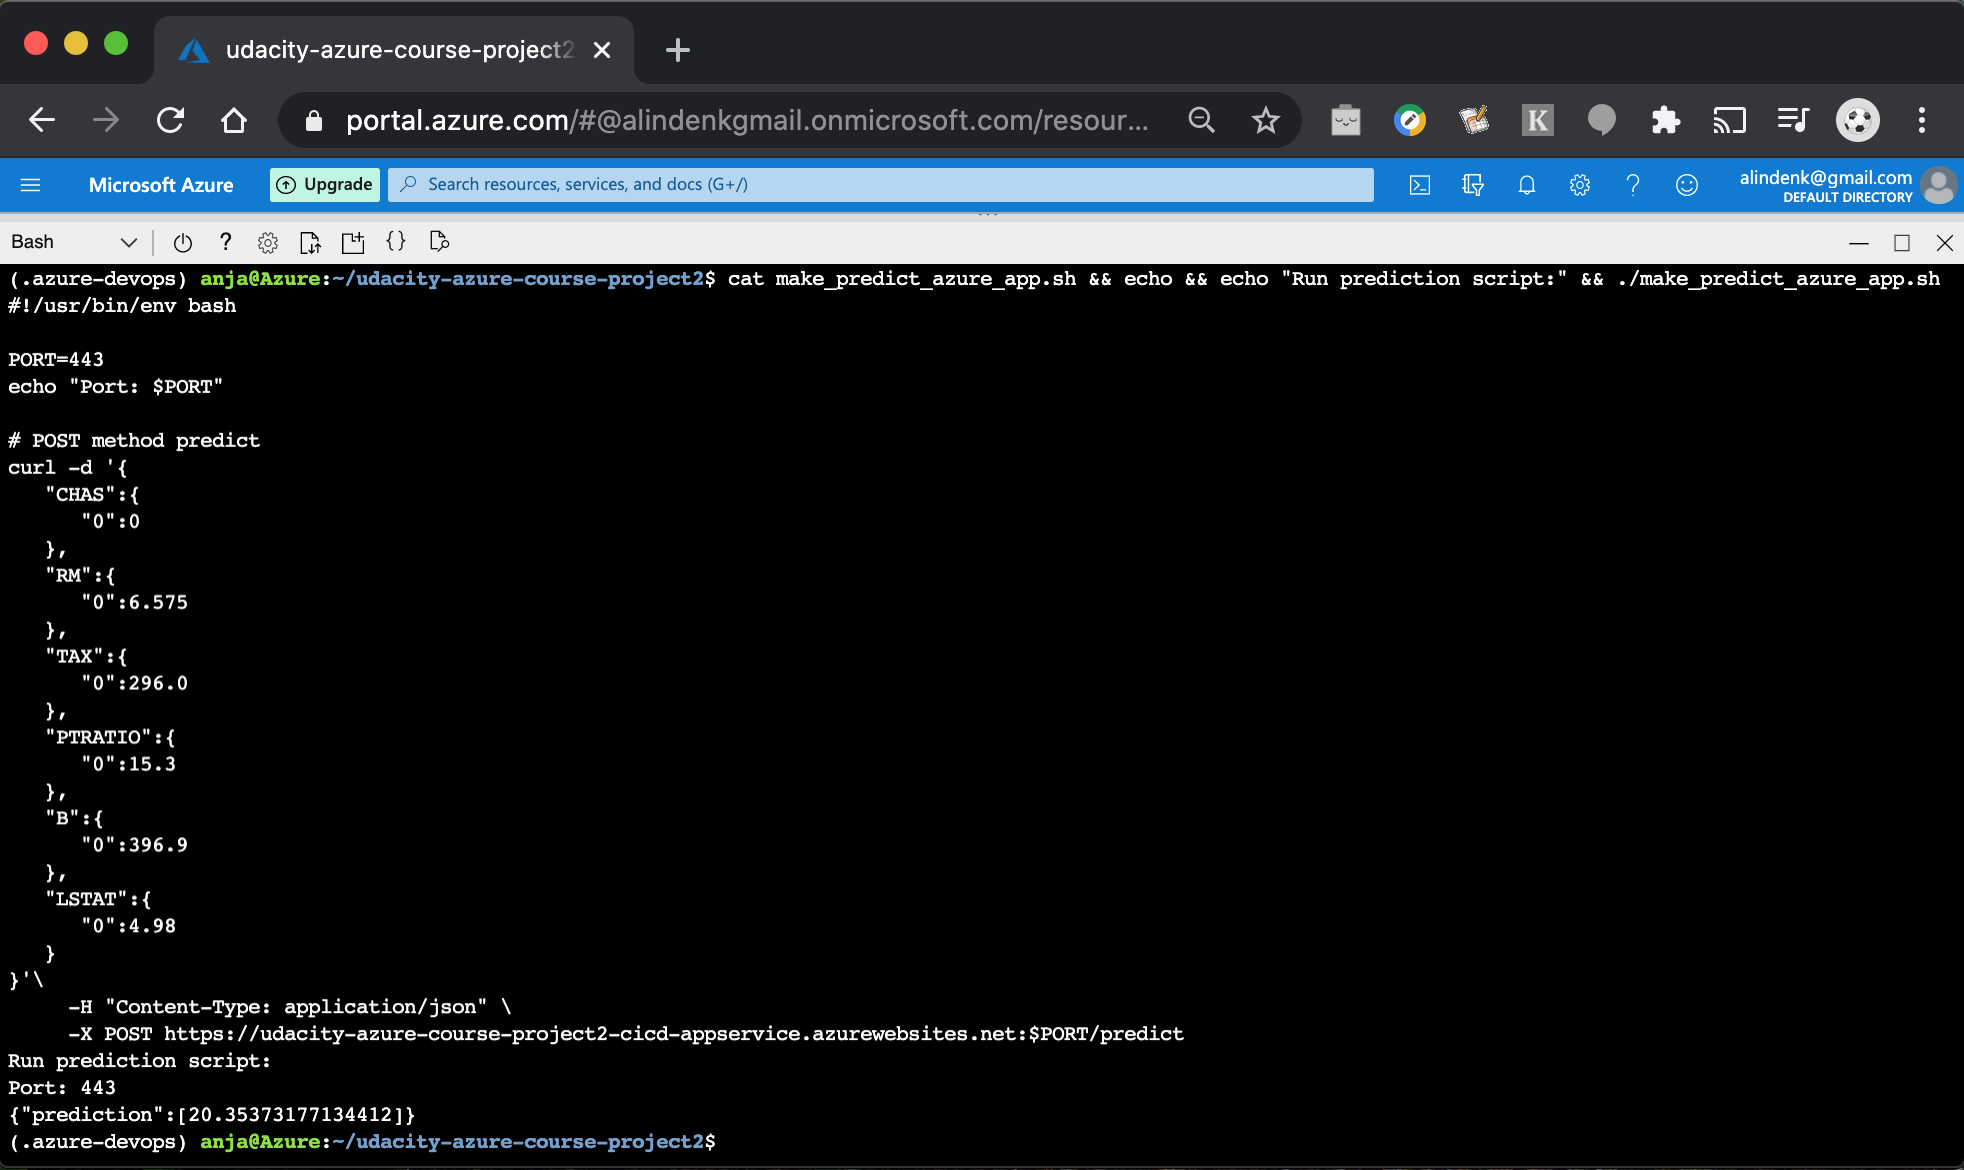 udacity-azure-course-project2
portal.azure.com/#@alindenkgmail.onmicrosoft.com/resour...
K
Microsoft Azure
Upgrade
Search resources, services, and docs (G+/)
alindenk@gmail.com
DEFAULT DIRECTORY
Bash
(.azure-devops) anja@Azure:~/udacity-azure-course-project2$ cat make_predict_azure_app.sh && echo && echo "Run prediction script:" && ./make_predict_azure_app.sh
#!/usr/bin/env bash
PORT=443
echo "Port: $PORT"
# POST method predict
curl -d '{
   "CHAS":{
      "0":0
   },
   "RM":{
      "0":6.575
   },
   "TAX":{
      "0":296.0
   },
   "PTRATIO":{
      "0":15.3
   },
   "B":{
      "0":396.9
   },
   "LSTAT":{
      "0":4.98
   }
}'\
     -H "Content-Type: application/json" \
     -X POST https://udacity-azure-course-project2-cicd-appservice.azurewebsites.net:$PORT/predict
Run prediction script:
Port: 443
{"prediction":[20.35373177134412]}
(.azure-devops) anja@Azure:~/udacity-azure-course-project2$